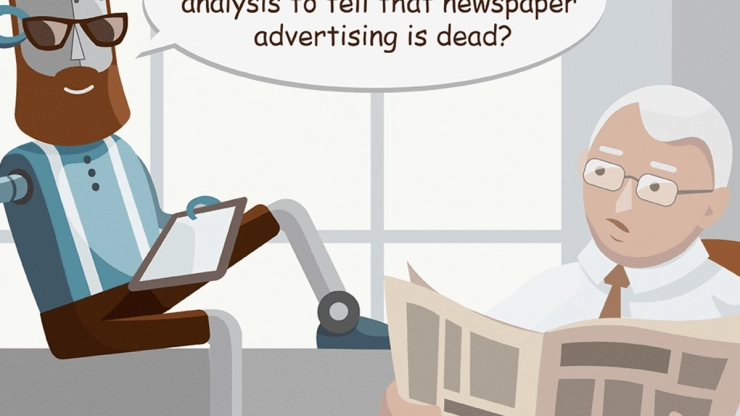 analysis to tell that newspaper
advertising is dead?